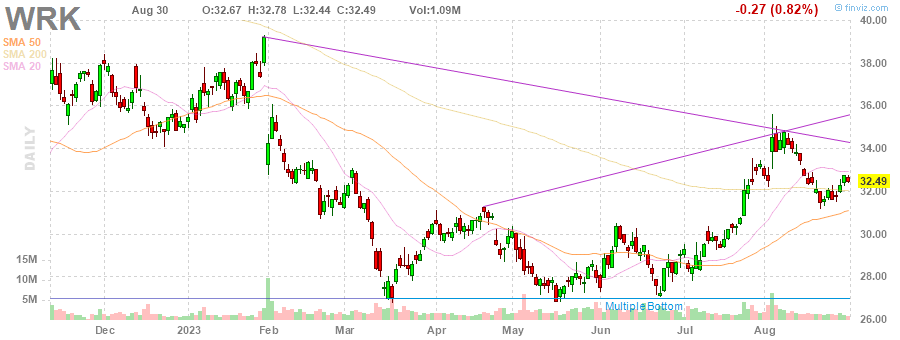 WRK Aug 30 O:32.67 H:32.78 L:32.44 C:32.49 Vol:1.09M -0.27 (0.82%) © finviz.com
SMA 50
SMA 200
SMA 20
DAILY
40.00
38.00
36.00
34.00
32.49
32.00
30.00
28.00
26.00
15M
10M
5M
Multiple Bottom
Dec 2023 Feb Mar Apr May Jun Jul Aug